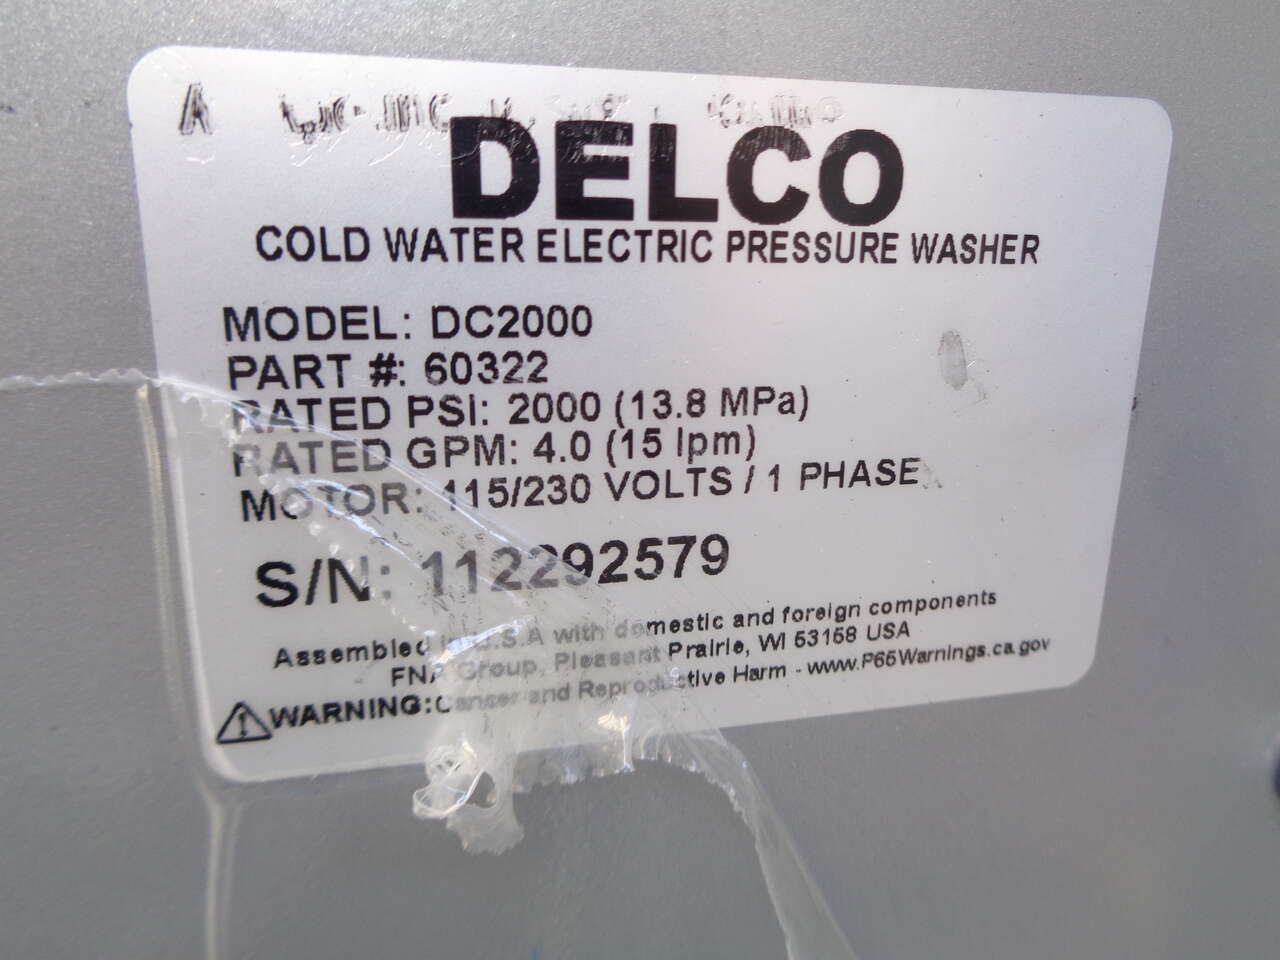 DELCO
COLD WATER ELECTRIC PRESSURE WASHER
MODEL: DC2000
PART #: 60322
RATED PSI: 2000 (13.8 MPa)
RATED GPM: 4.0 (15 lpm)
MOTOR: 115/230 VOLTS / 1 PHASE
S/N: 112292579
Assembled in U.S.A with domestic and foreign components
FNA Group, Pleasant Prairie, WI 53158 USA
WARNING: Cancer and Reproductive Harm - www.P65Warnings.ca.gov